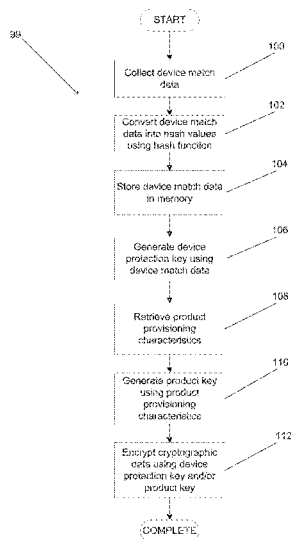 START
99
100
Collect device match
data
102
Convert device match
data into hash values
using hash function
104
Store device match data
in memory
106
Generate device
protection key using
device match data
108
Retrieve product
provisioning
characteristics
110
Generate product key
using product
provisioning
characteristics
112
Encrypt cryptographic
data using device
protection key and/or
product key
COMPLETE